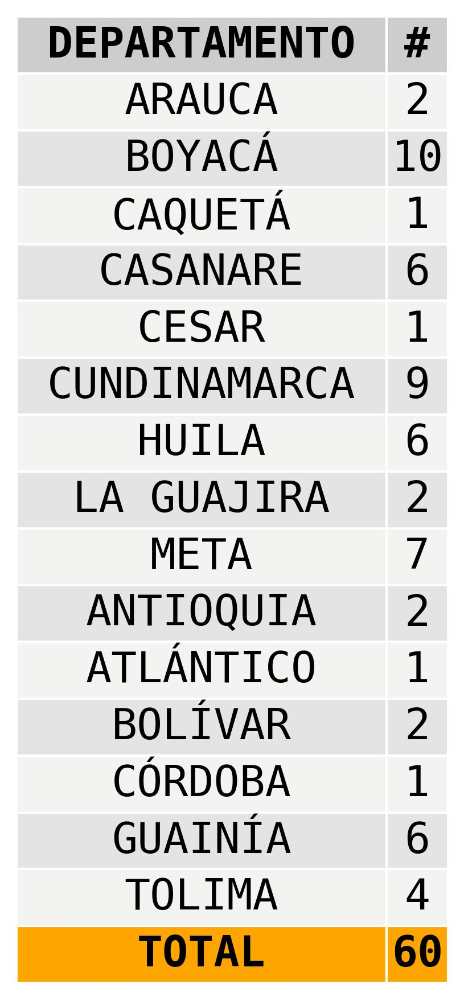 DEPARTAMENTO #
ARAUCA 2
BOYACÁ 10
CAQUETÁ 1
CASANARE 6
CESAR 1
CUNDINAMARCA 9
HUILA 6
LA GUAJIRA 2
META 7
ANTIOQUIA 2
ATLÁNTICO 1
BOLÍVAR 2
CÓRDOBA 1
GUAINÍA 6
TOLIMA 4
TOTAL 60